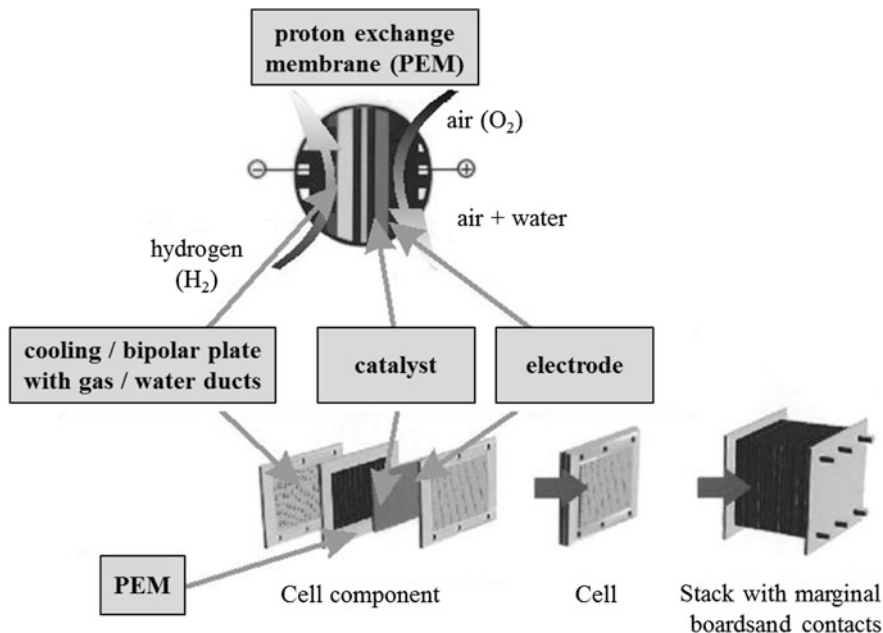 proton exchange
membrane (PEM)
air (O₂)
−
+
air + water
hydrogen
(H₂)
cooling / bipolar plate
with gas / water ducts
catalyst
electrode
PEM
Cell component
Cell
Stack with marginal
boardsand contacts